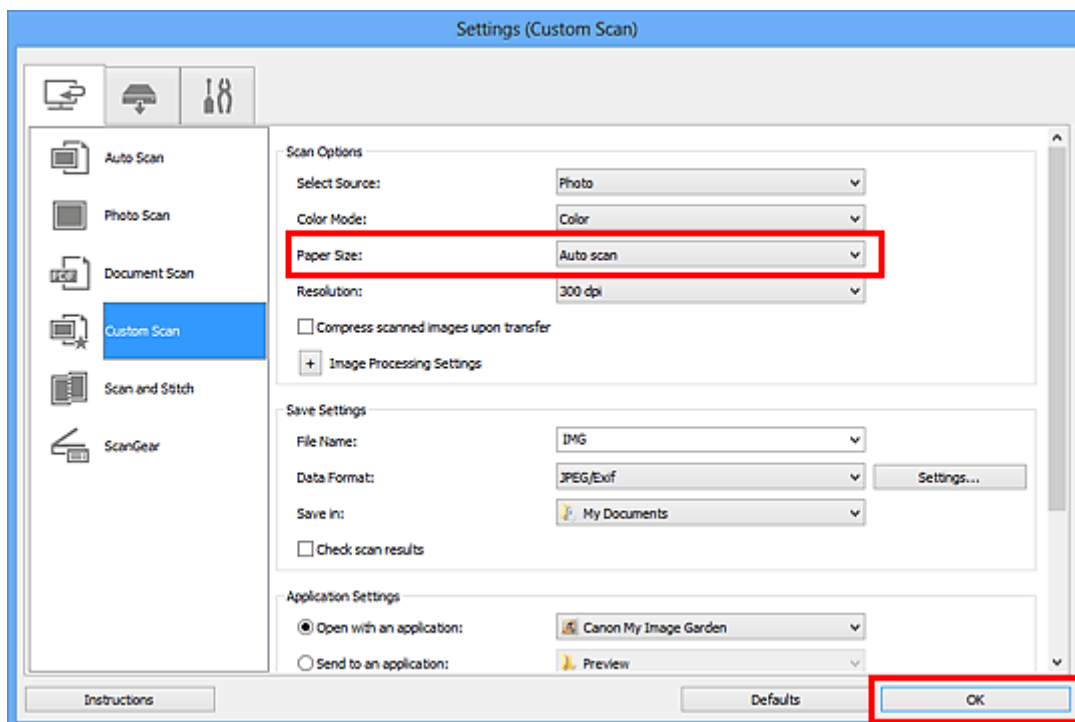 Settings (Custom Scan)
Auto Scan
Photo Scan
Document Scan
Custom Scan
Scan and Stitch
ScanGear
Scan Options
Select Source: Photo
Color Mode: Color
Paper Size: Auto scan
Resolution: 300 dpi
Compress scanned images upon transfer
+ Image Processing Settings
Save Settings
File Name: IMG
Data Format: JPEG/Exif Settings...
Save in: My Documents
Check scan results
Application Settings
Open with an application: Canon My Image Garden
Send to an application: Preview
Instructions Defaults OK